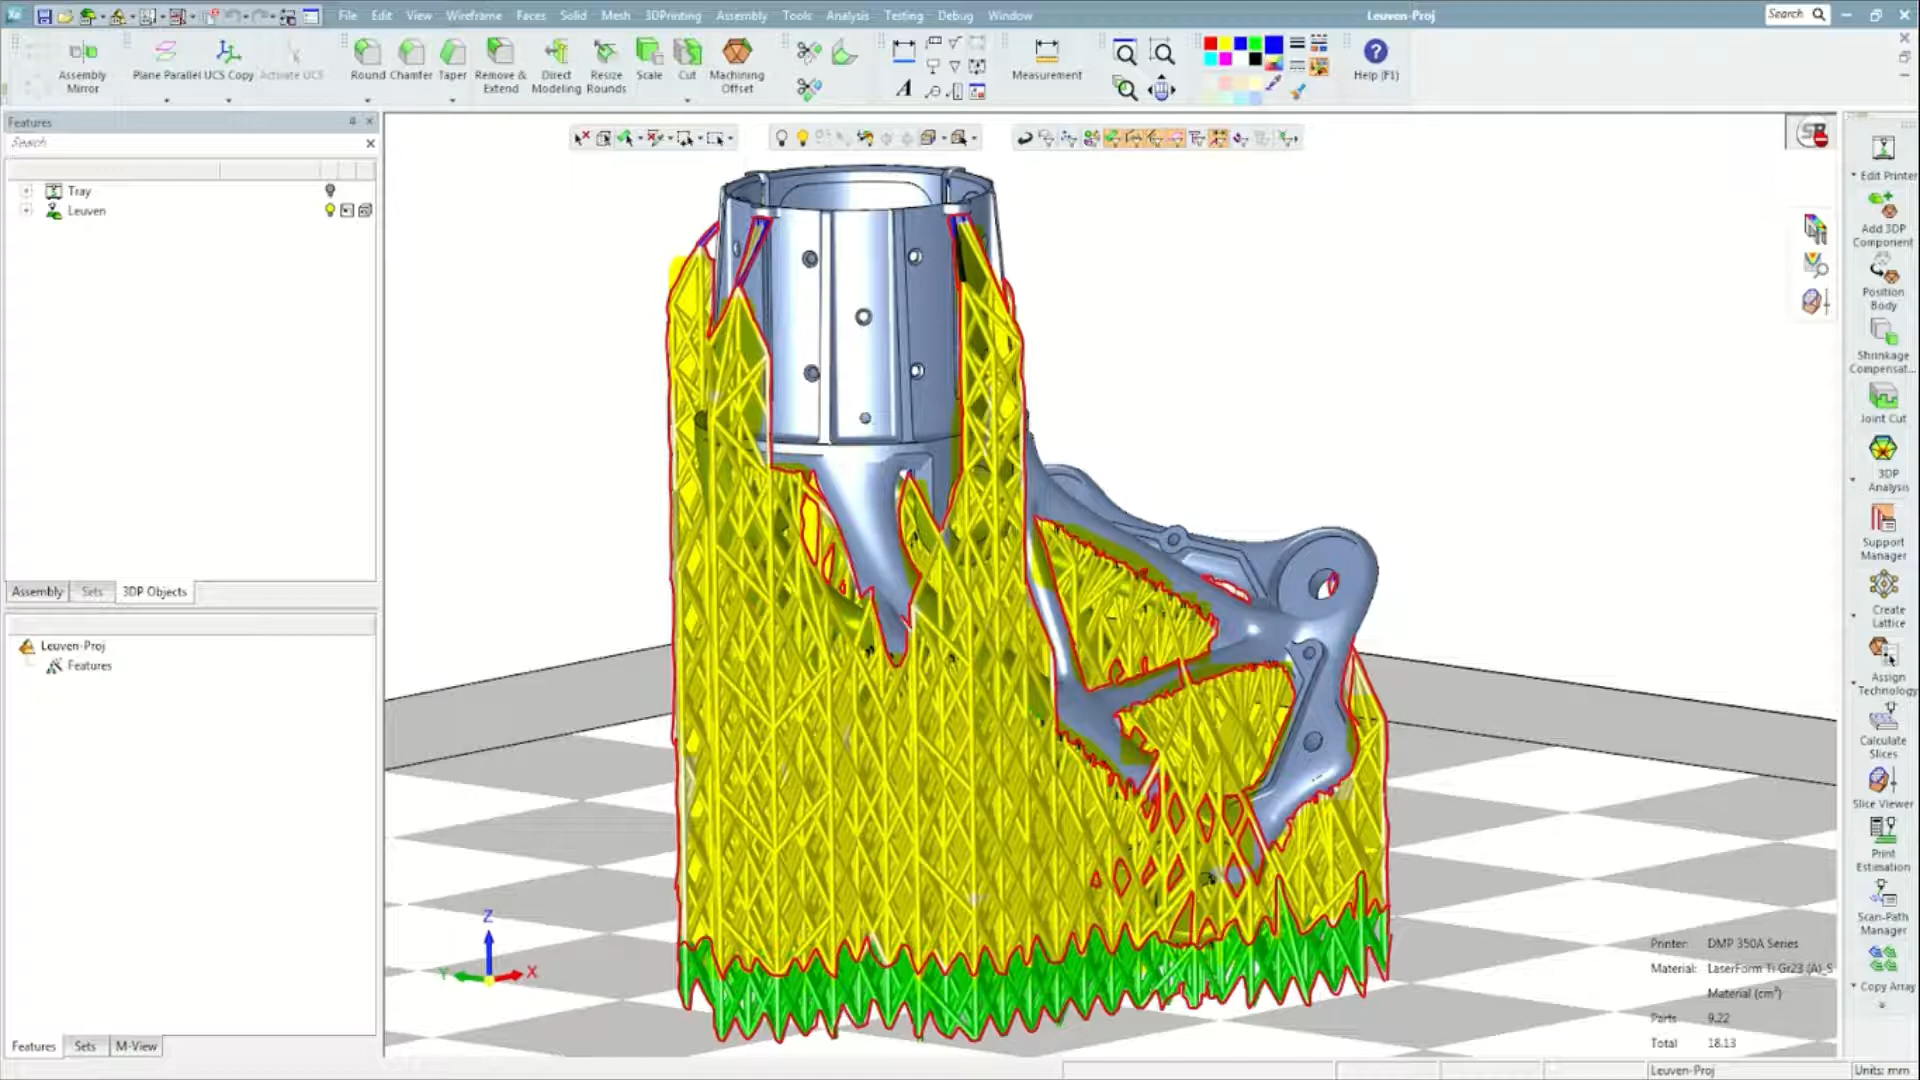 File Edit View Wireframe Faces Solid Mesh 3DPrinting Assembly Tools Analysis Testing Debug Window
Leuven-Proj
Search
Assembly Mirror
Plane Parallel
UCS Copy
Activate UCS
Round
Chamfer
Taper
Remove & Extend
Direct Modeling
Resize Rounds
Scale
Cut
Machining Offset
A
Measurement
Help (F1)
Features
Search
Tray
Leuven
Assembly Sets 3DP Objects
Leuven-Proj
Features
Features Sets M-View
Z
Y
X
Edit Printer
Add 3DP
Component
Position
Body
Shrinkage
Compensat...
Joint Cut
3DP
Analysis
Support
Manager
Create
Lattice
Assign
Technology
Calculate
Slices
Slice Viewer
Print
Estimation
Scan-Path
Manager
Copy Array
Printer: DMP 350A Series
Material: LaserForm Ti Gr23 (A)_S
Material (cm³)
Parts 9.22
Total 18.13
Leuven-Proj
Units: mm